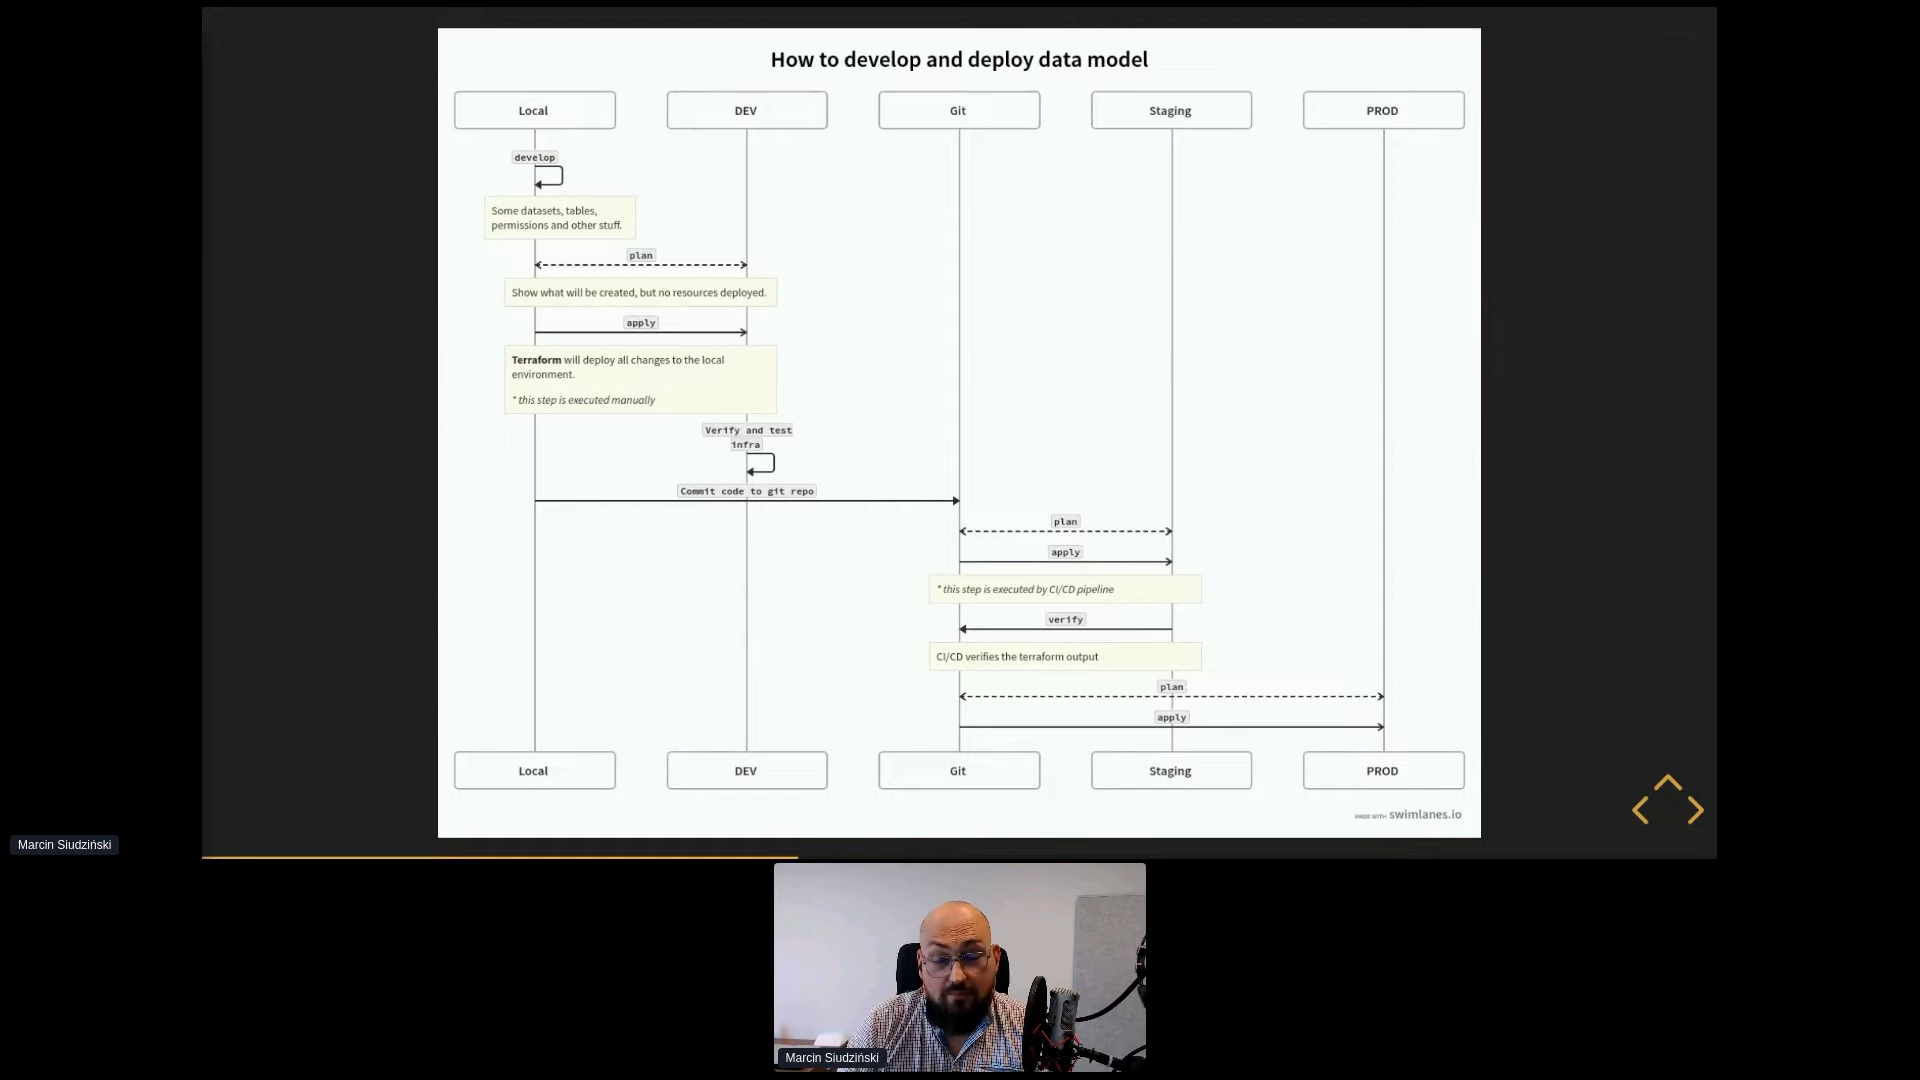 How to develop and deploy data model
Local
DEV
Git
Staging
PROD
develop
Some datasets, tables,
permissions and other stuff.
plan
Show what will be created, but no resources deployed.
apply
Terraform will deploy all changes to the local
environment.
* this step is executed manually
Verify and test
infra
Commit code to git repo
plan
apply
* this step is executed by CI/CD pipeline
verify
CI/CD verifies the terraform output
plan
apply
Local
DEV
Git
Staging
PROD
MADE WITH swimlanes.io
Marcin Siudziński
Marcin Siudziński